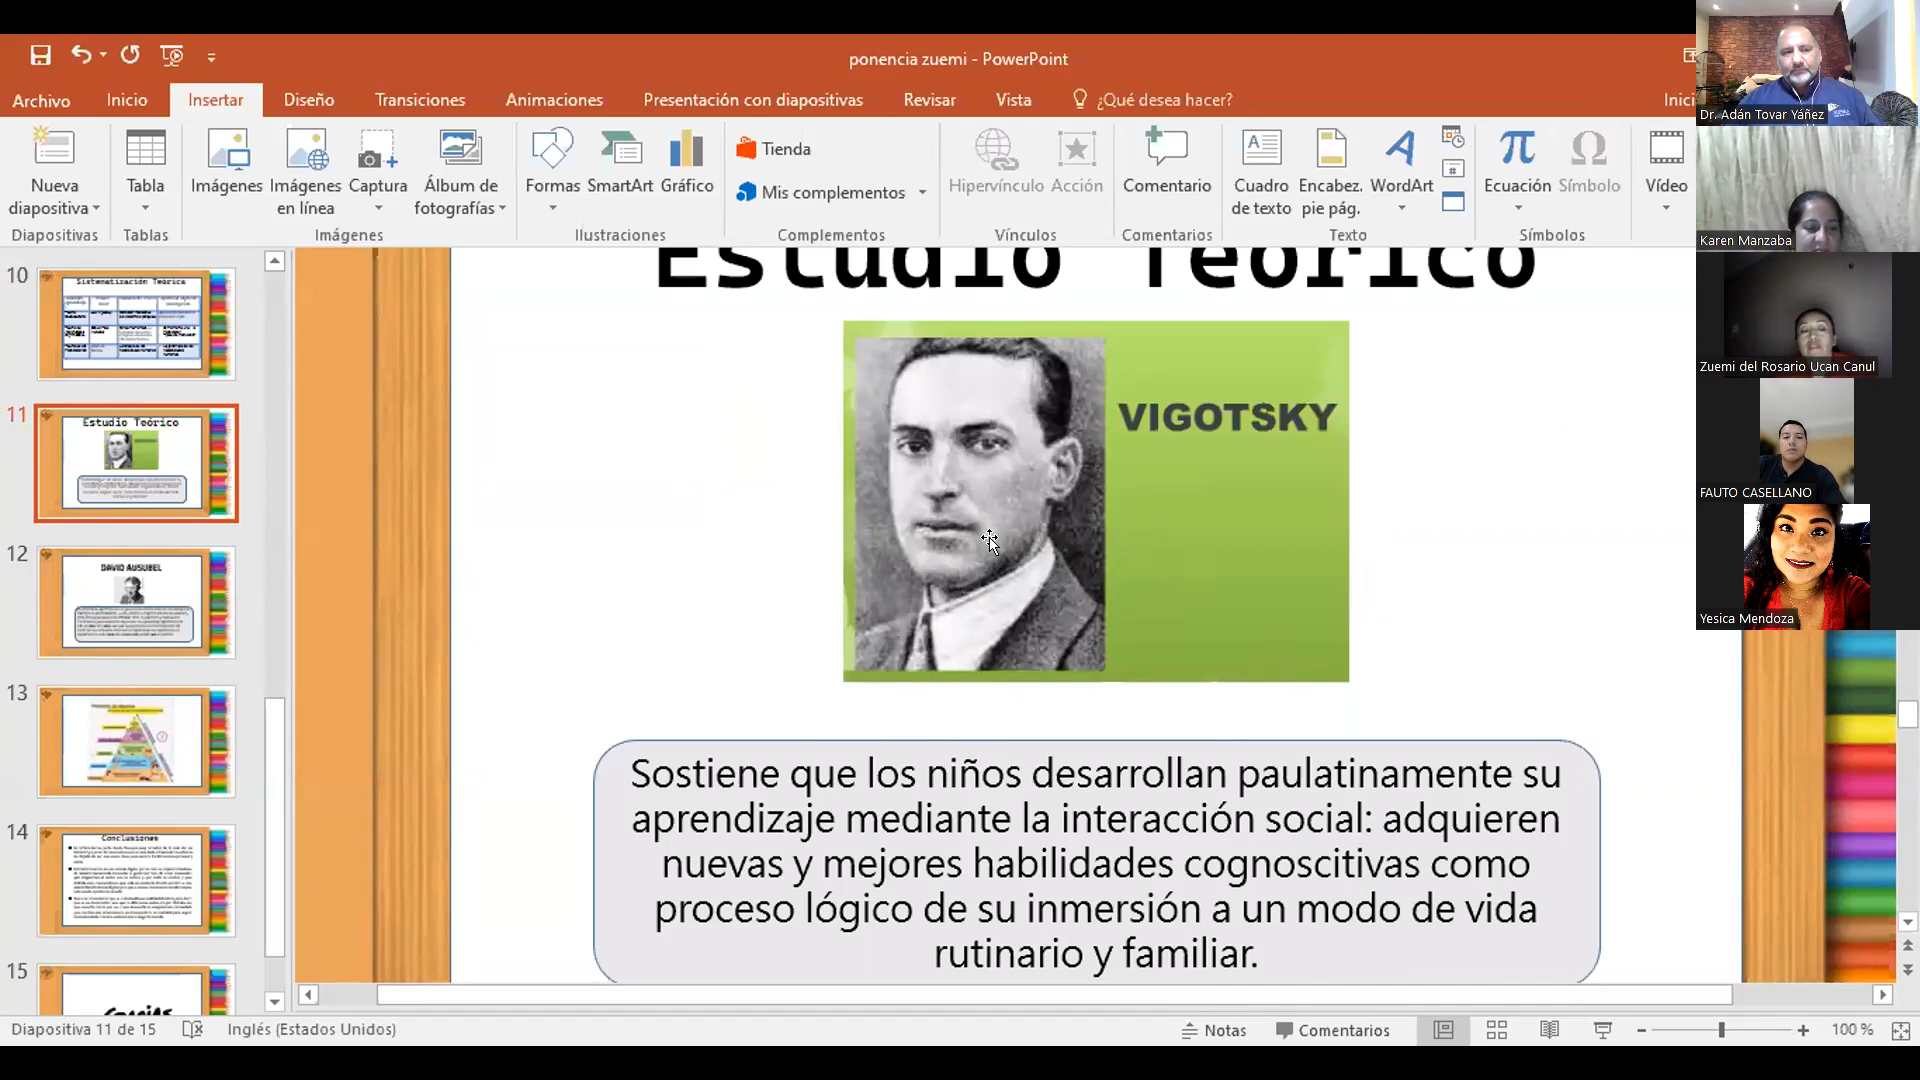 ponencia zuemi - PowerPoint
Archivo Inicio Insertar Diseño Transiciones Animaciones Presentación con diapositivas Revisar Vista ¿Qué desea hacer? Inici
Nueva diapositiva
Diapositivas
Tabla
Tablas
Imágenes
Imágenes en línea
Captura
Álbum de fotografías
Imágenes
Formas
SmartArt
Gráfico
Ilustraciones
Tienda
Mis complementos
Complementos
Hipervínculo
Acción
Vínculos
Comentario
Comentarios
Cuadro de texto
Encabez. pie pág.
WordArt
Texto
Ecuación
Símbolo
Símbolos
Vídeo
Dr. Adán Tovar Yáñez
Karen Manzaba
Zuemi del Rosario Ucan Canul
FAUTO CASELLANO
Yesica Mendoza
10
Sistematización Teórica
11
Estudio Teórico
12
DAVID AUSUBEL
13
14
Conclusiones
15
Gracias
Estudio Teórico
VIGOTSKY
Sostiene que los niños desarrollan paulatinamente su
aprendizaje mediante la interacción social: adquieren
nuevas y mejores habilidades cognoscitivas como
proceso lógico de su inmersión a un modo de vida
rutinario y familiar.
Diapositiva 11 de 15 Inglés (Estados Unidos) Notas Comentarios 100 %